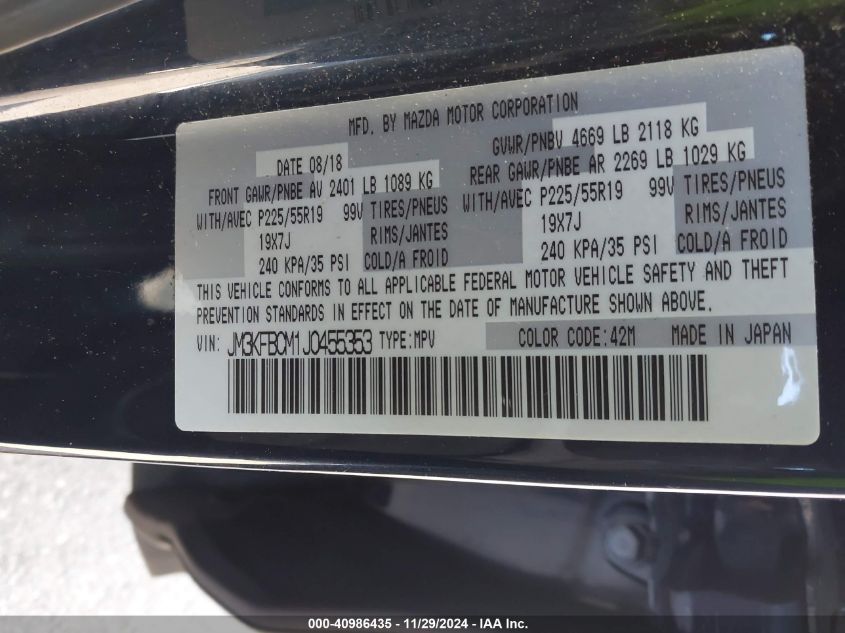 MFD. BY MAZDA MOTOR CORPORATION
DATE 08/18 GVWR/PNBV 4669 LB 2118 KG
FRONT GAWR/PNBE AV 2401 LB 1089 KG REAR GAWR/PNBE AR 2269 LB 1029 KG
WITH/AVEC P225/55R19 99V TIRES/PNEUS WITH/AVEC P225/55R19 99V TIRES/PNEUS
19X7J RIMS/JANTES 19X7J RIMS/JANTES
240 KPA/35 PSI COLD/A FROID 240 KPA/35 PSI COLD/A FROID
THIS VEHICLE CONFORMS TO ALL APPLICABLE FEDERAL MOTOR VEHICLE SAFETY AND THEFT
PREVENTION STANDARDS IN EFFECT ON THE DATE OF MANUFACTURE SHOWN ABOVE.
VIN: JM3KFBCM1J0455353 TYPE:MPV COLOR CODE:42M MADE IN JAPAN
000-40986435 - 11/29/2024 - IAA Inc.